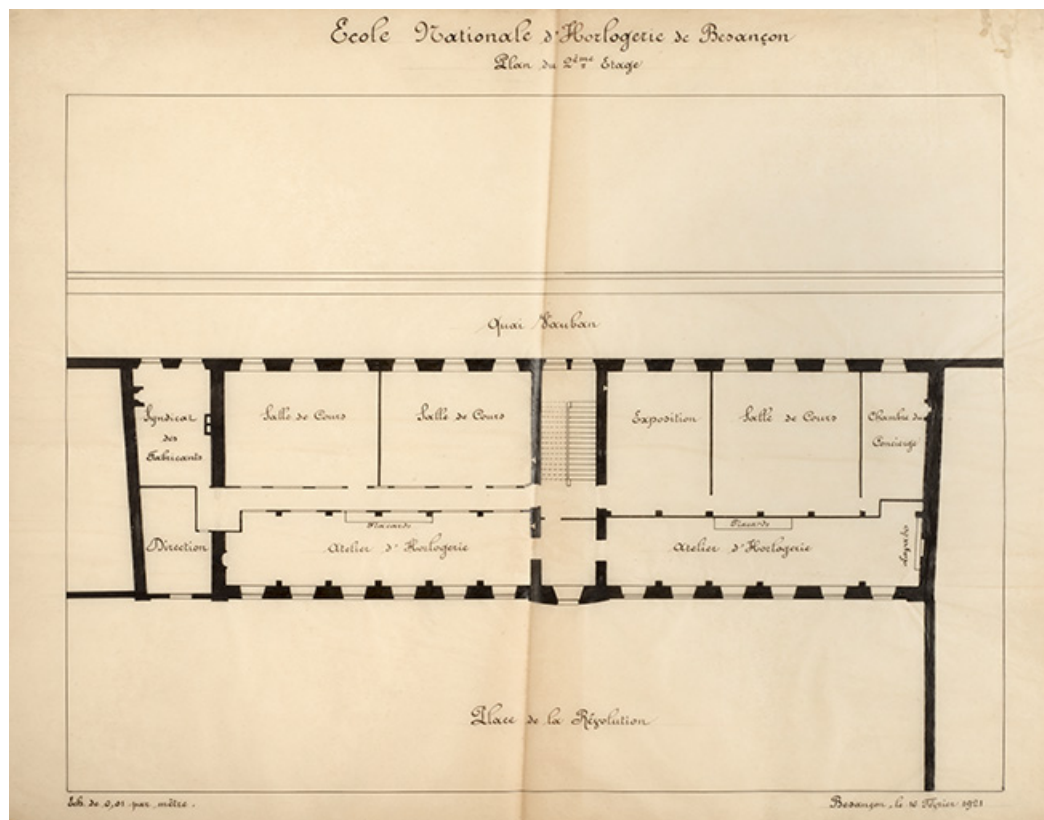 Ecole Nationale d'Horlogerie de Besançon
Plan du 2ème Etage
Quai Vauban
Syndicat
des
Fabricants
Salle de Cours
Salle de Cours
Exposition
Salle de Cours
Chambre du
Concierge
Direction
Placards
Atelier d'Horlogerie
Placards
Atelier d'Horlogerie
Place de la Révolution
Ech. de 0,01 par mètre.
Besançon, le Février 1921